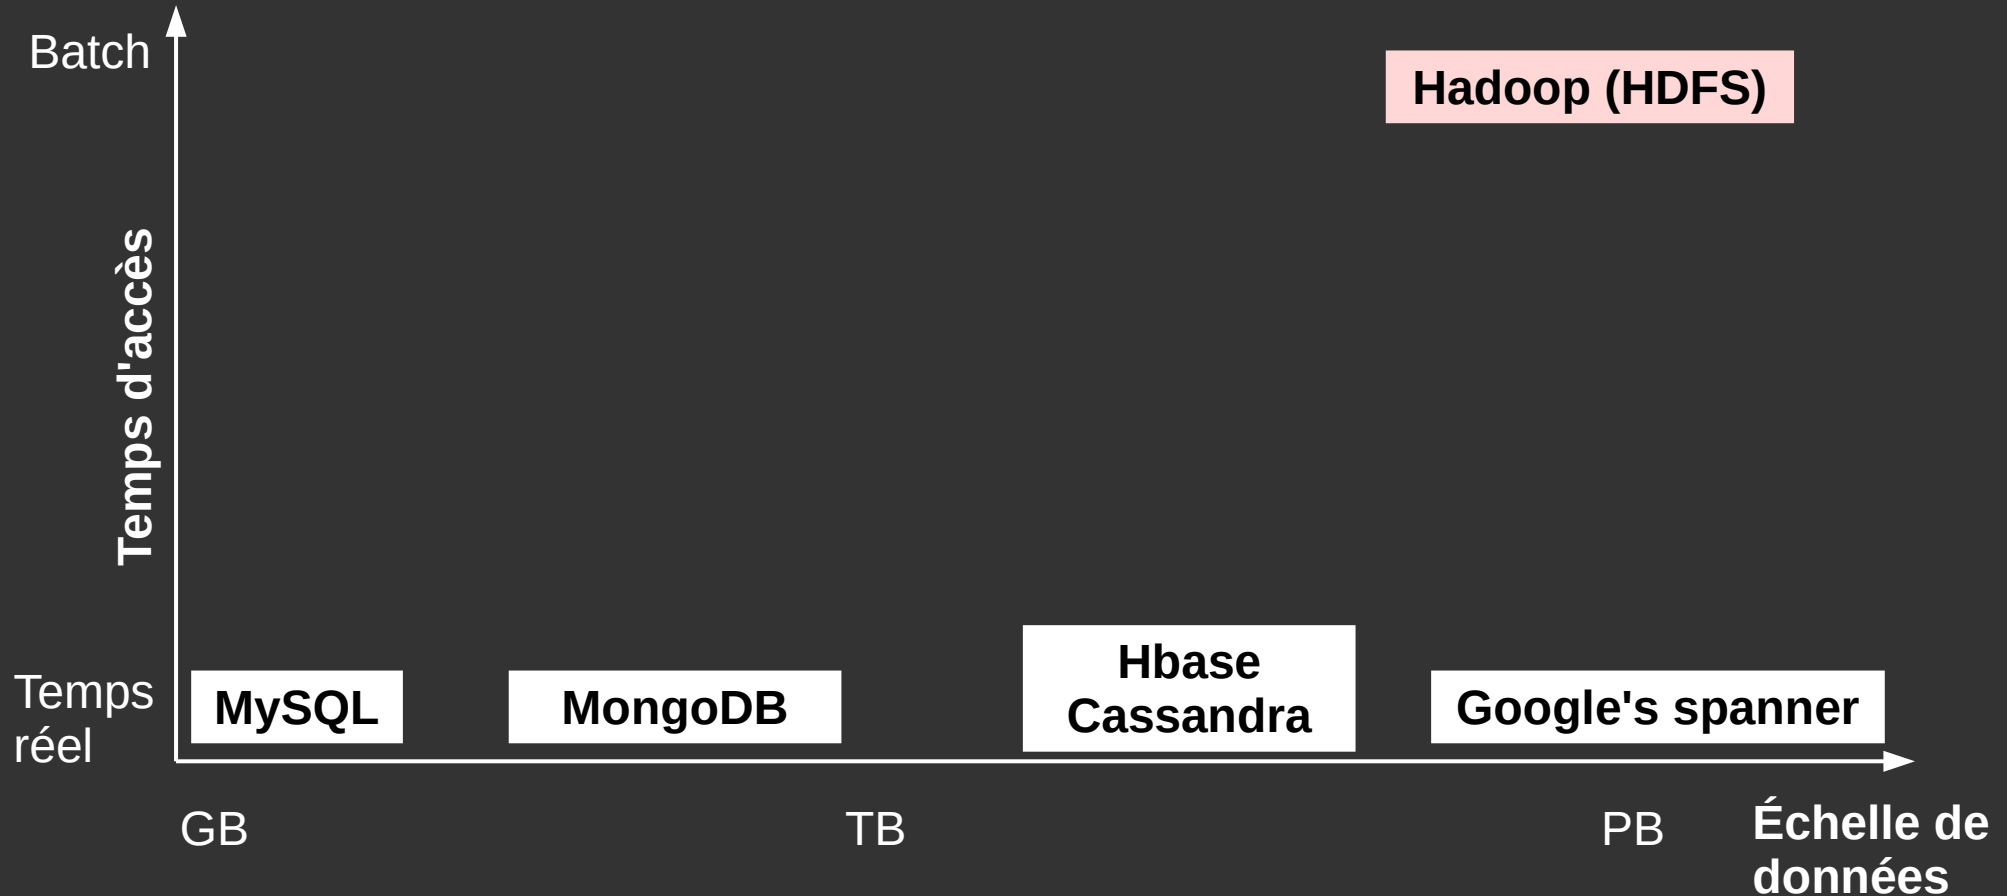 Batch
Hadoop (HDFS)
Temps d'accès
Temps
réel
MySQL
MongoDB
Hbase
Cassandra
Google's spanner
GB
TB
PB
Échelle de
données